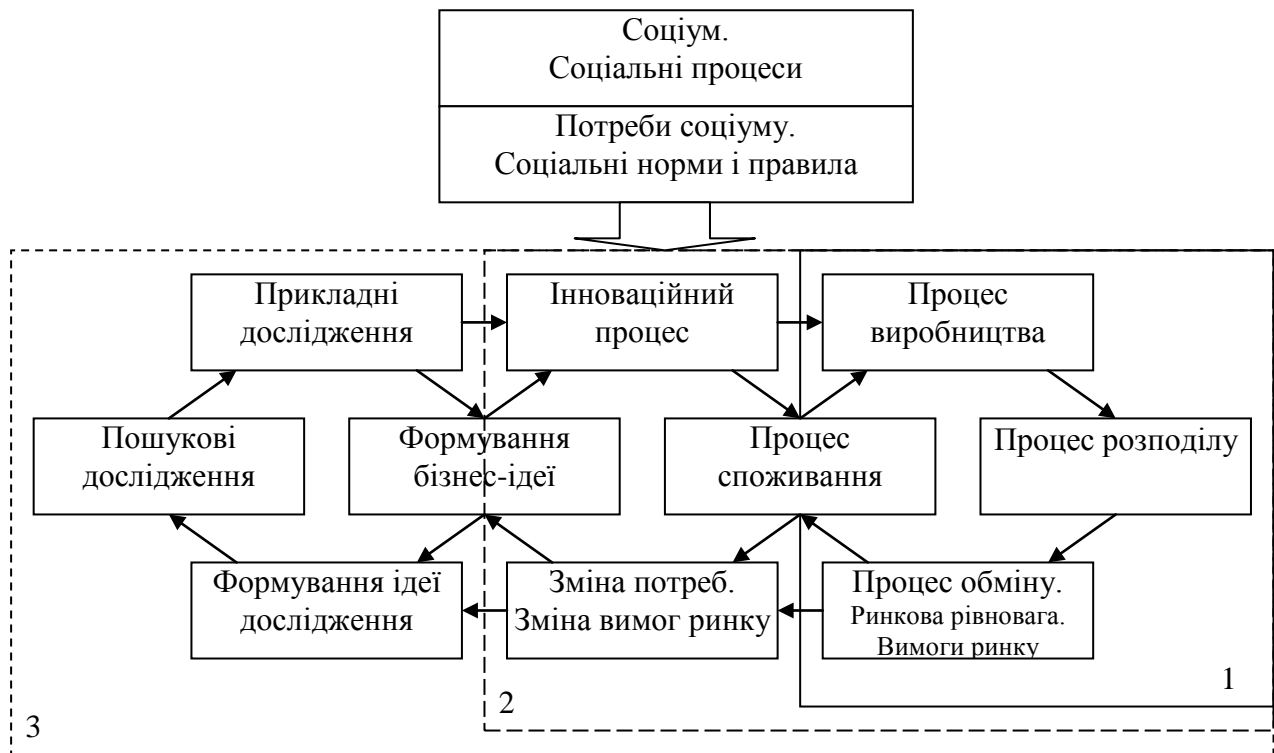 Соціум.
Соціальні процеси
Потреби соціуму.
Соціальні норми і правила
Прикладні
дослідження
Інноваційний
процес
Процес
виробництва
Пошукові
дослідження
Формування
бізнес-ідеї
Процес
споживання
Процес розподілу
Формування ідеї
дослідження
Зміна потреб.
Зміна вимог ринку
Процес обміну.
Ринкова рівновага.
Вимоги ринку
1
2
3